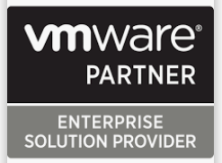 vmware®
PARTNER
ENTERPRISE
SOLUTION PROVIDER